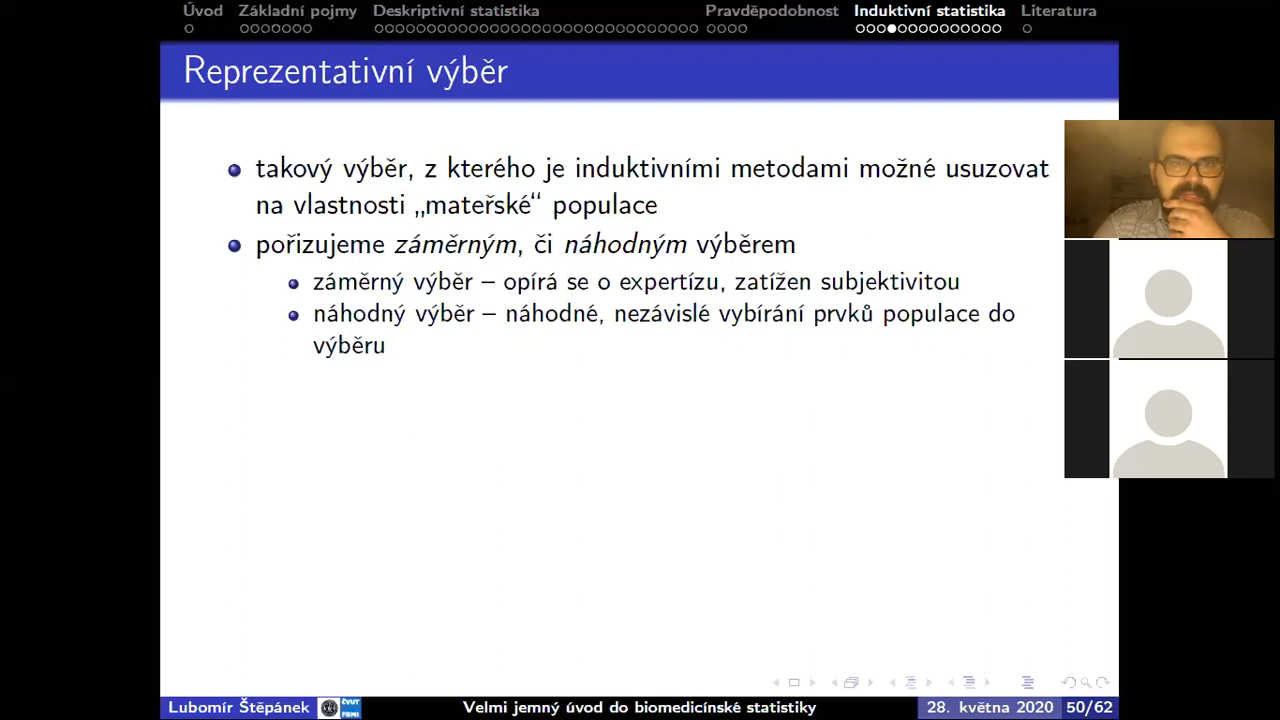 Úvod Základní pojmy Deskriptivní statistika Pravděpodobnost Induktivní statistika Literatura
Reprezentativní výběr
takový výběr, z kterého je induktivními metodami možné usuzovat
na vlastnosti „mateřské“ populace
pořizujeme záměrným, či náhodným výběrem
záměrný výběr – opírá se o expertízu, zatížen subjektivitou
náhodný výběr – náhodné, nezávislé vybírání prvků populace do
výběru
Lubomír Štěpánek ČVUT FBMI Velmi jemný úvod do biomedicínské statistiky 28. května 2020 50/62